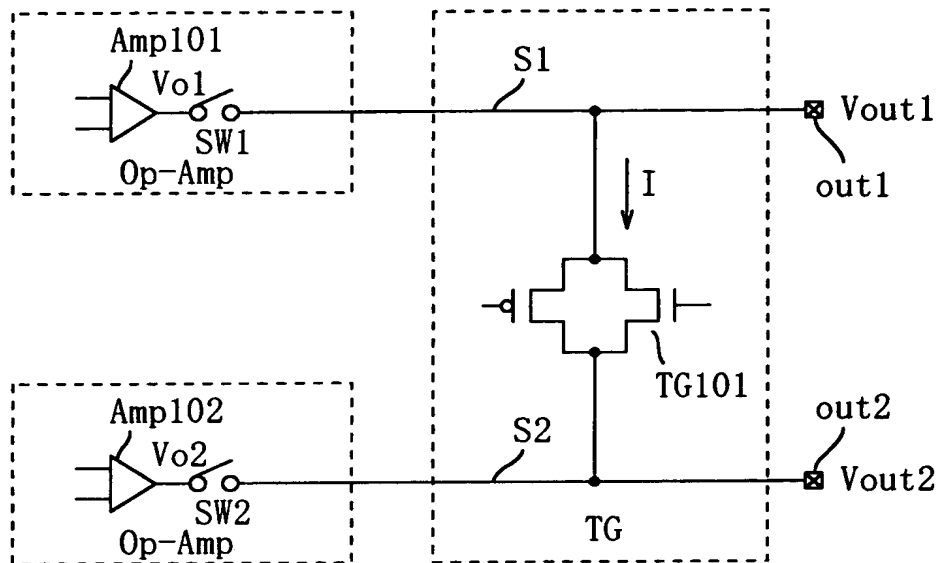 Amp101
Vo1
SW1
Op-Amp
S1
Vout1
out1
I
TG101
Amp102
Vo2
SW2
Op-Amp
S2
out2
Vout2
TG